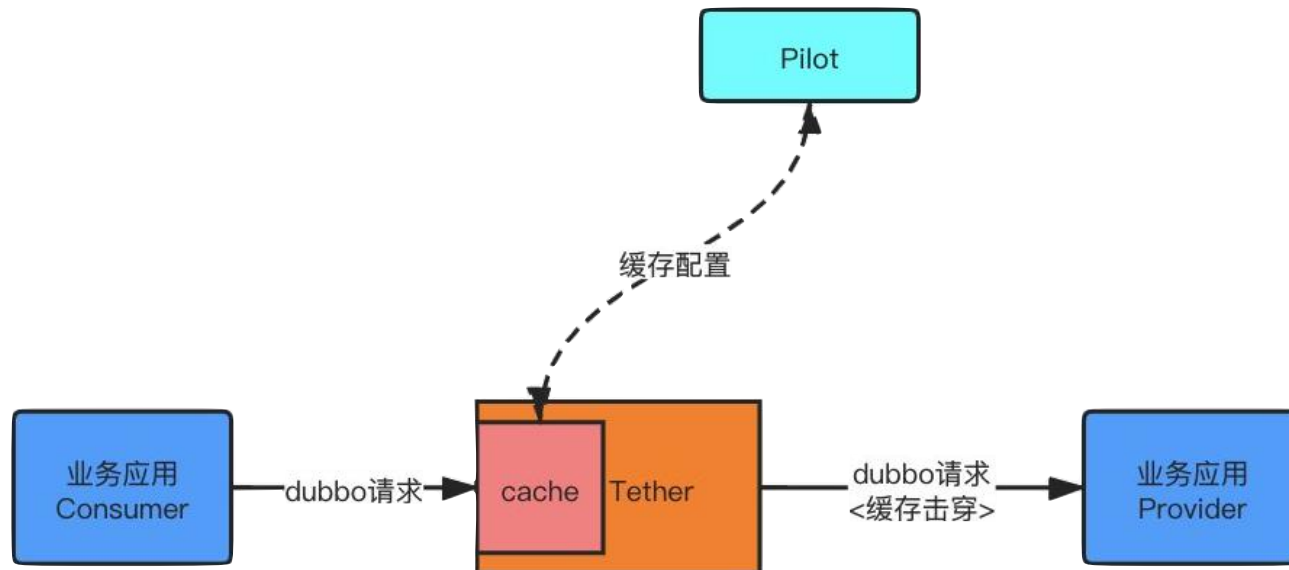 Pilot
缓存配置
业务应用
Consumer
dubbo请求
cache
Tether
dubbo请求
<缓存击穿>
业务应用
Provider